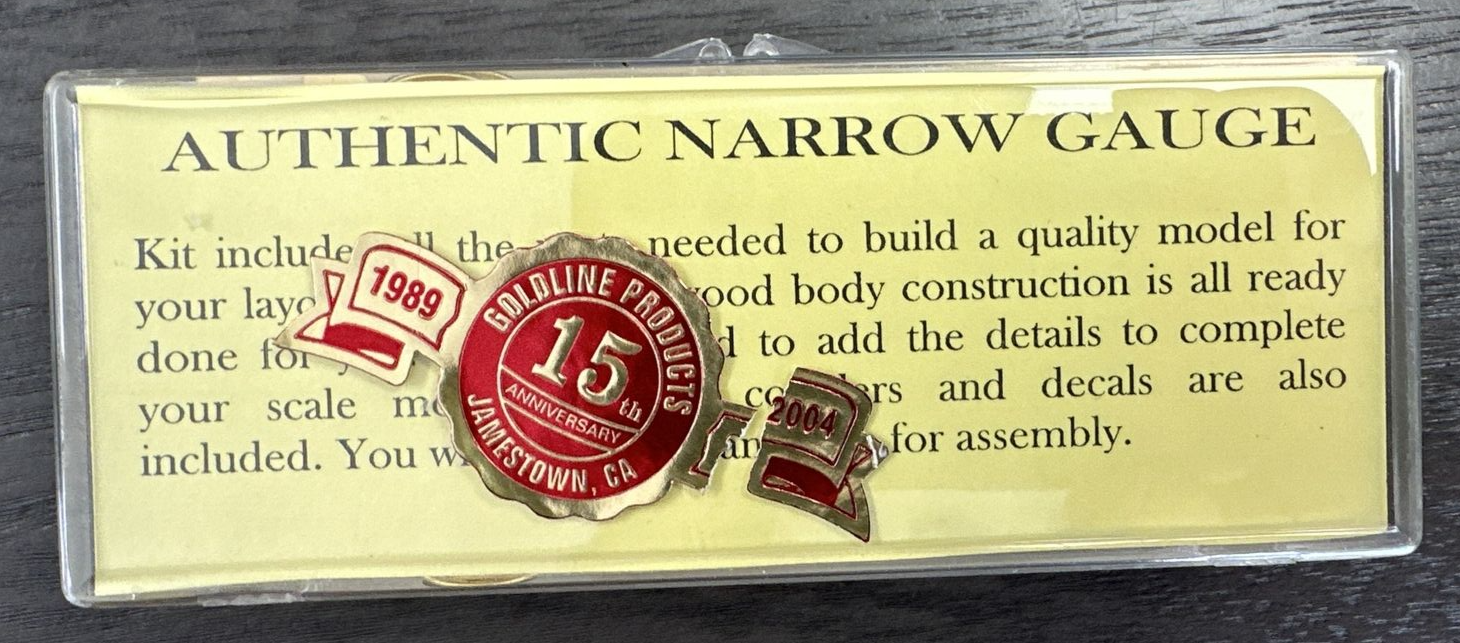 AUTHENTIC NARROW GAUGE
Kit include the needed to build a quality model for
your ood body construction is all ready
done to add the details to complete
your scale and decals are also
included. You for assembly.
1989
GOLDLINE PRODUCTS
15th
ANNIVERSARY
JAMESTOWN, CA
2004